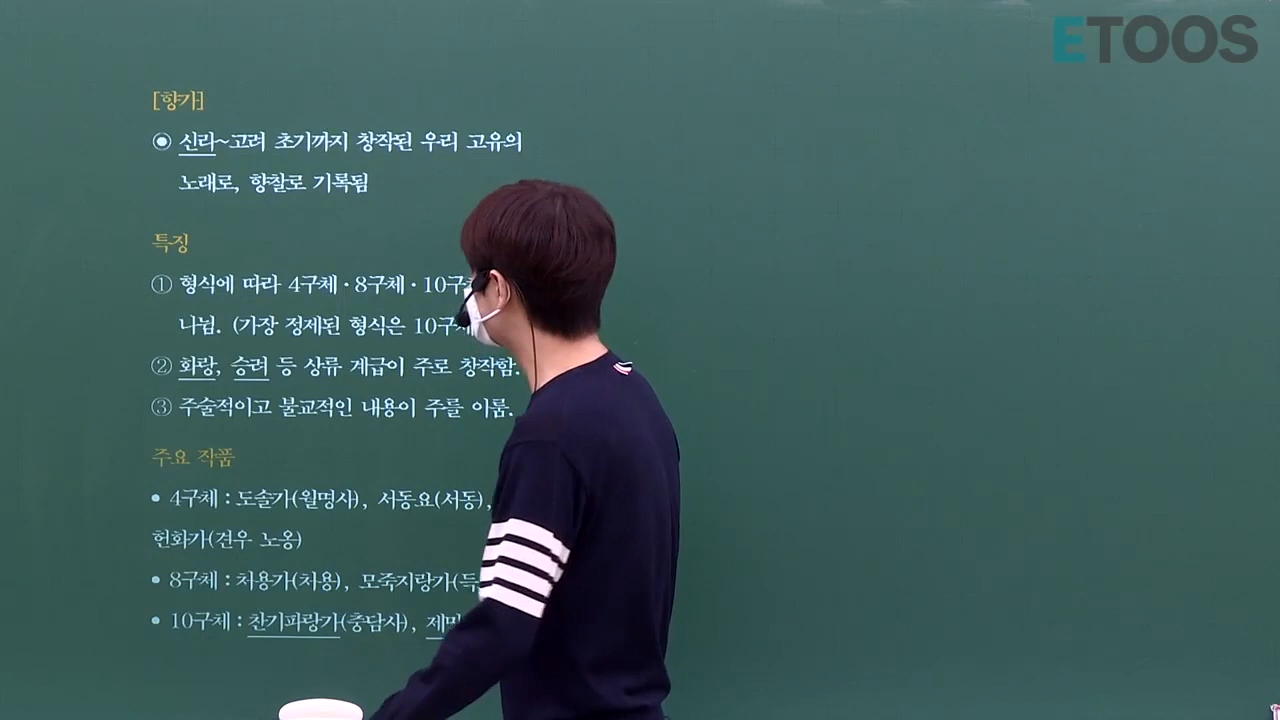 ETOOS
[향가]
◉ 신라~고려 초기까지 창작된 우리 고유의
노래로, 향찰로 기록됨
특징
① 형식에 따라 4구체·8구체·10구
나뉨. (가장 정제된 형식은 10구
② 화랑, 승려 등 상류 계급이 주로 창작함.
③ 주술적이고 불교적인 내용이 주를 이룸.
주요 작품
• 4구체 : 도솔가(월명사), 서동요(서동),
헌화가(견우 노옹)
• 8구체 : 처용가(처용), 모죽지랑가(득
• 10구체 : 찬기파랑가(충담사), 제